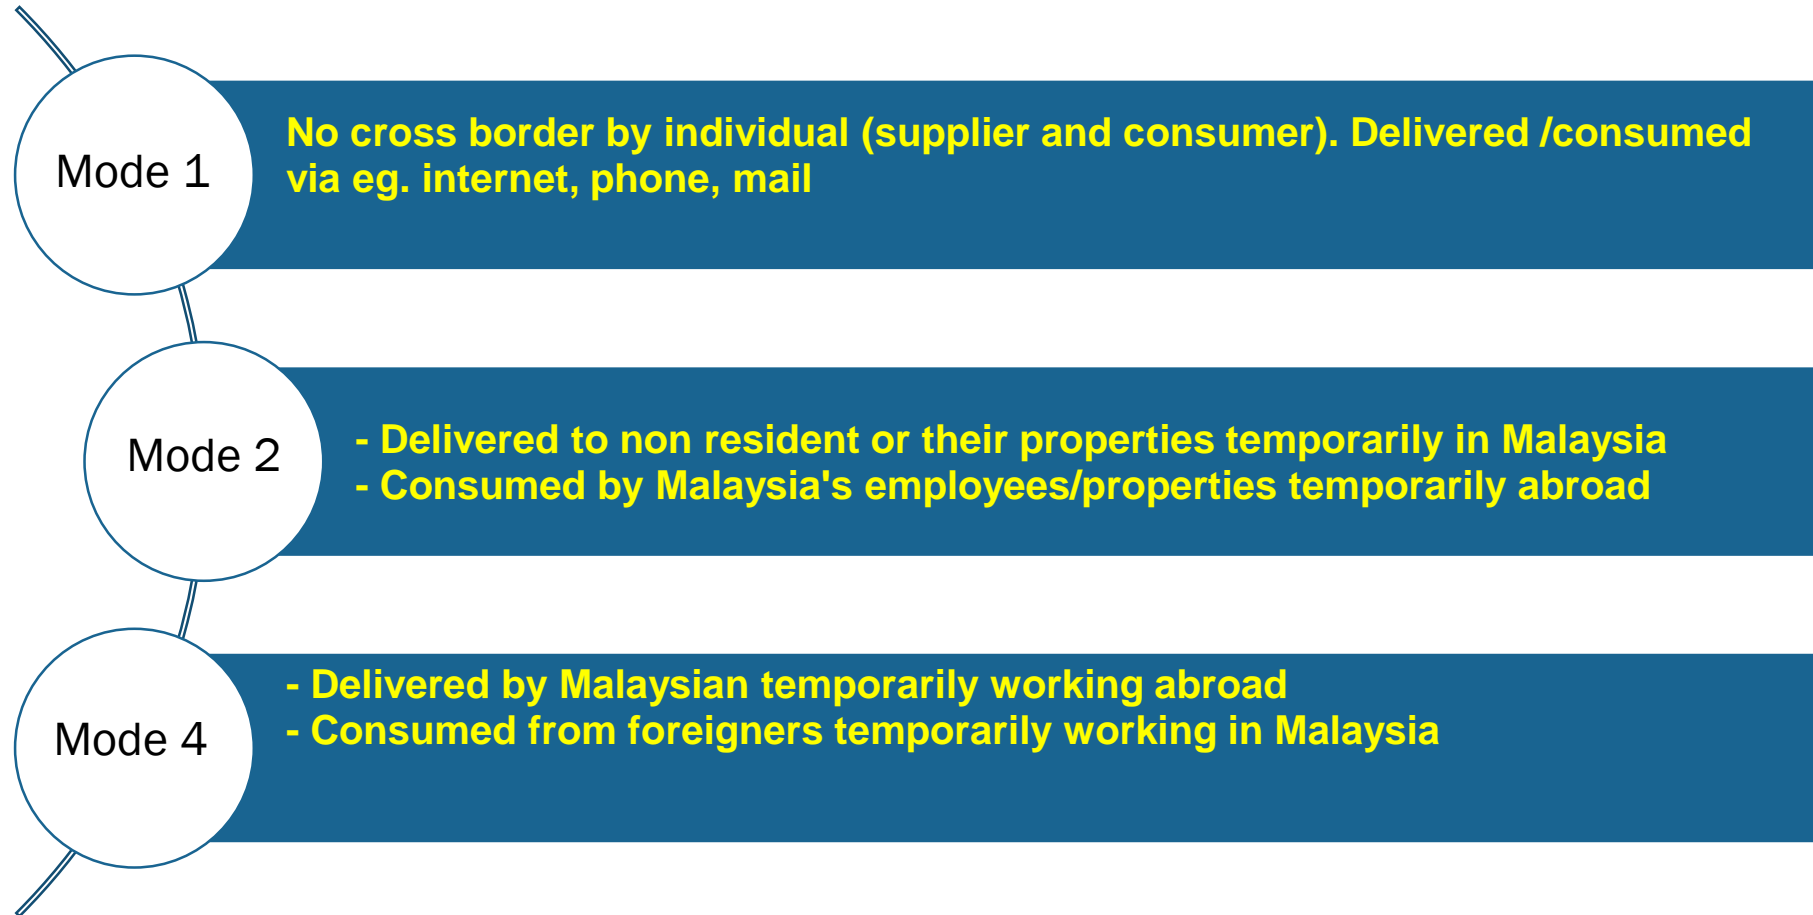 Mode 1
No cross border by individual (supplier and consumer). Delivered /consumed
via eg. internet, phone, mail
Mode 2
- Delivered to non resident or their properties temporarily in Malaysia
- Consumed by Malaysia's employees/properties temporarily abroad
Mode 4
- Delivered by Malaysian temporarily working abroad
- Consumed from foreigners temporarily working in Malaysia